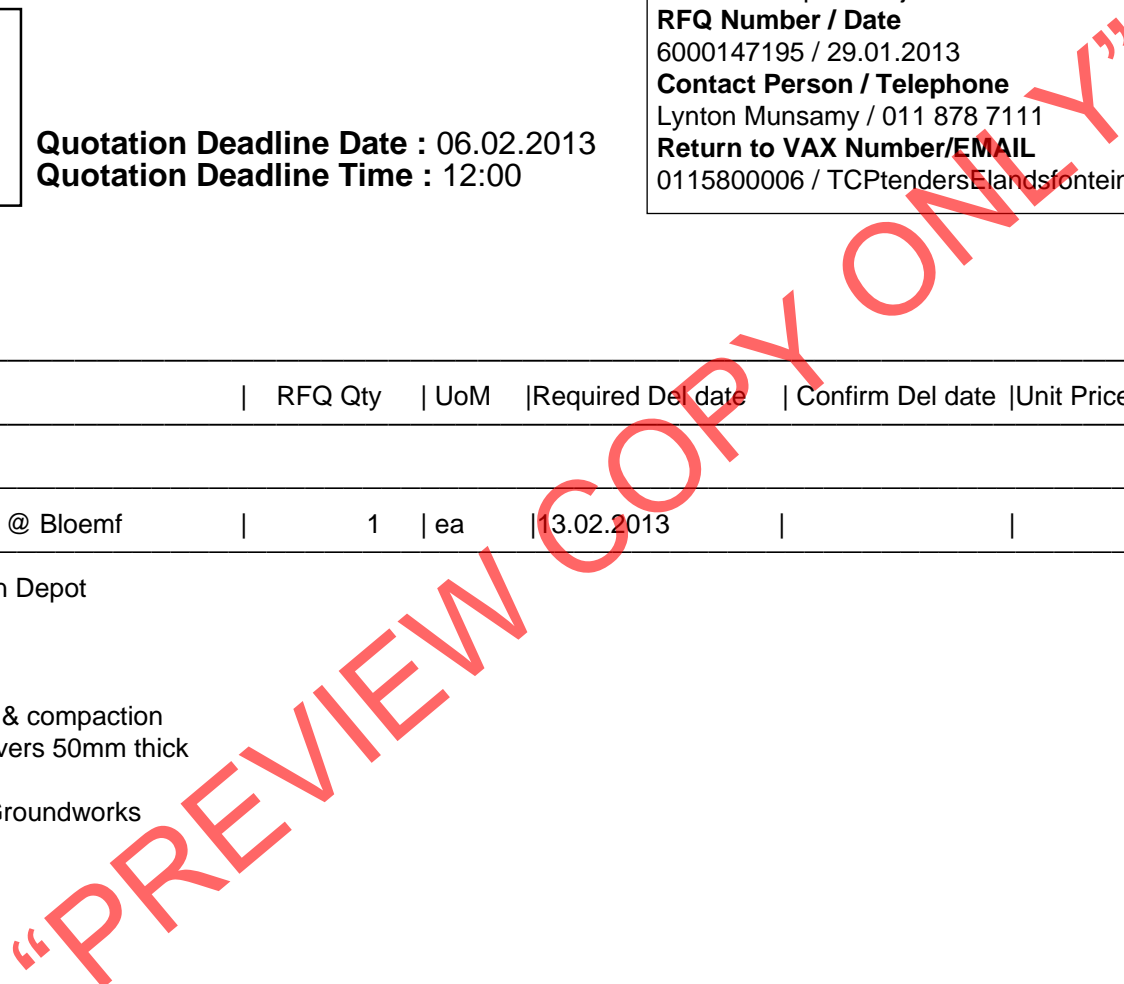 RFQ Number / Date
6000147195 / 29.01.2013
Contact Person / Telephone
Lynton Munsamy / 011 878 7111
Return to VAX Number/EMAIL
0115800006 / TCPtendersElandsfontein
Quotation Deadline Date : 06.02.2013
Quotation Deadline Time : 12:00
| RFQ Qty | UoM |Required Del date | Confirm Del date |Unit Price
@ Bloemf | 1 | ea |13.02.2013 | |
n Depot
& compaction
vers 50mm thick
Groundworks
“PREVIEW COPY ONLY”